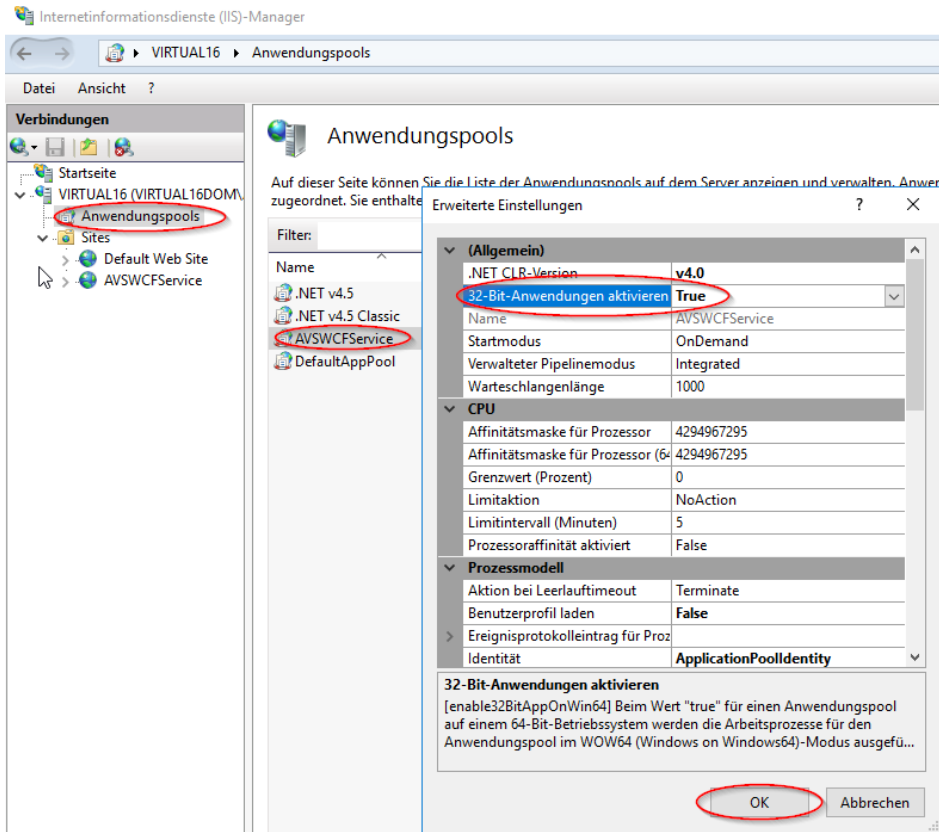 Internetinformationsdienste (IIS)-Manager
VIRTUAL16 Anwendungspools
Datei Ansicht ?
Verbindungen
Startseite
VIRTUAL16 (VIRTUAL16DOM\
Anwendungspools
Sites
Default Web Site
AVSWCFService
Anwendungspools
Auf dieser Seite können Sie die Liste der Anwendungspools auf dem Server anzeigen und verwalten. Anwer
zugeordnet. Sie enthalte
Filter:
Name
.NET v4.5
.NET v4.5 Classic
AVSWCFService
DefaultAppPool
Erweiterte Einstellungen ?
(Allgemein)
.NET CLR-Version v4.0
32-Bit-Anwendungen aktivieren True
Name AVSWCFService
Startmodus OnDemand
Verwalteter Pipelinemodus Integrated
Warteschlangenlänge 1000
CPU
Affinitätsmaske für Prozessor 4294967295
Affinitätsmaske für Prozessor (64 4294967295
Grenzwert (Prozent) 0
Limitaktion NoAction
Limitintervall (Minuten) 5
Prozessoraffinität aktiviert False
Prozessmodell
Aktion bei Leerlauftimeout Terminate
Benutzerprofil laden False
Ereignisprotokolleintrag für Proz
Identität ApplicationPoolIdentity
32-Bit-Anwendungen aktivieren
[enable32BitAppOnWin64] Beim Wert "true" für einen Anwendungspool
auf einem 64-Bit-Betriebssystem werden die Arbeitsprozesse für den
Anwendungspool im WOW64 (Windows on Windows64)-Modus ausgefü...
OK Abbrechen